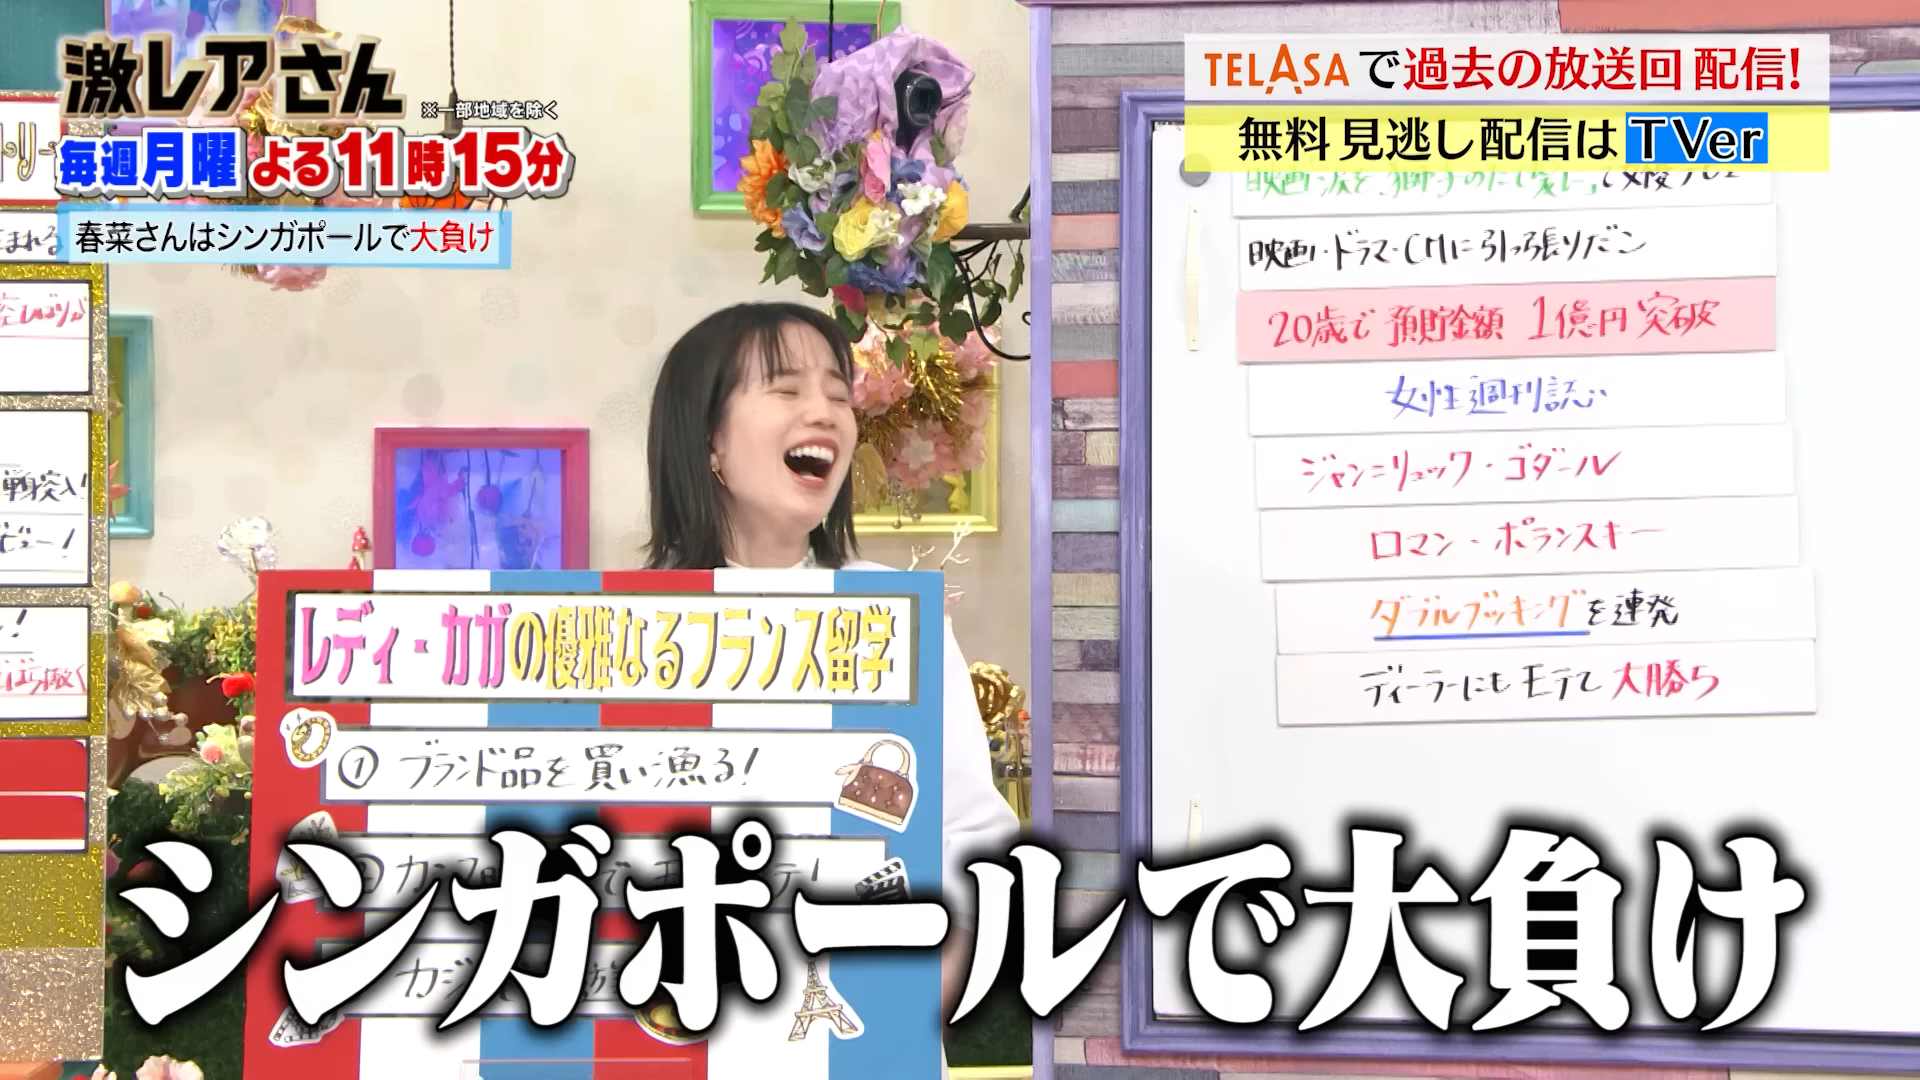 激レアさん
※一部地域を除く
毎週月曜よる11時15分
春菜さんはシンガポールで大負け
TELASAで過去の放送回 配信!
無料 見逃し配信は TVer
映画・ドラマ・CMに引っ張りだこ
20歳で 預貯金額 1億円 突破
女性週刊誌
ジャン=リュック・ゴダール
ロマン・ポランスキー
ダブルブッキングを連発
ディーラーにもモテて大勝ち
レディ・カガの優雅なるフランス留学
① ブランド品を買い漁る!
シンガポールで大負け